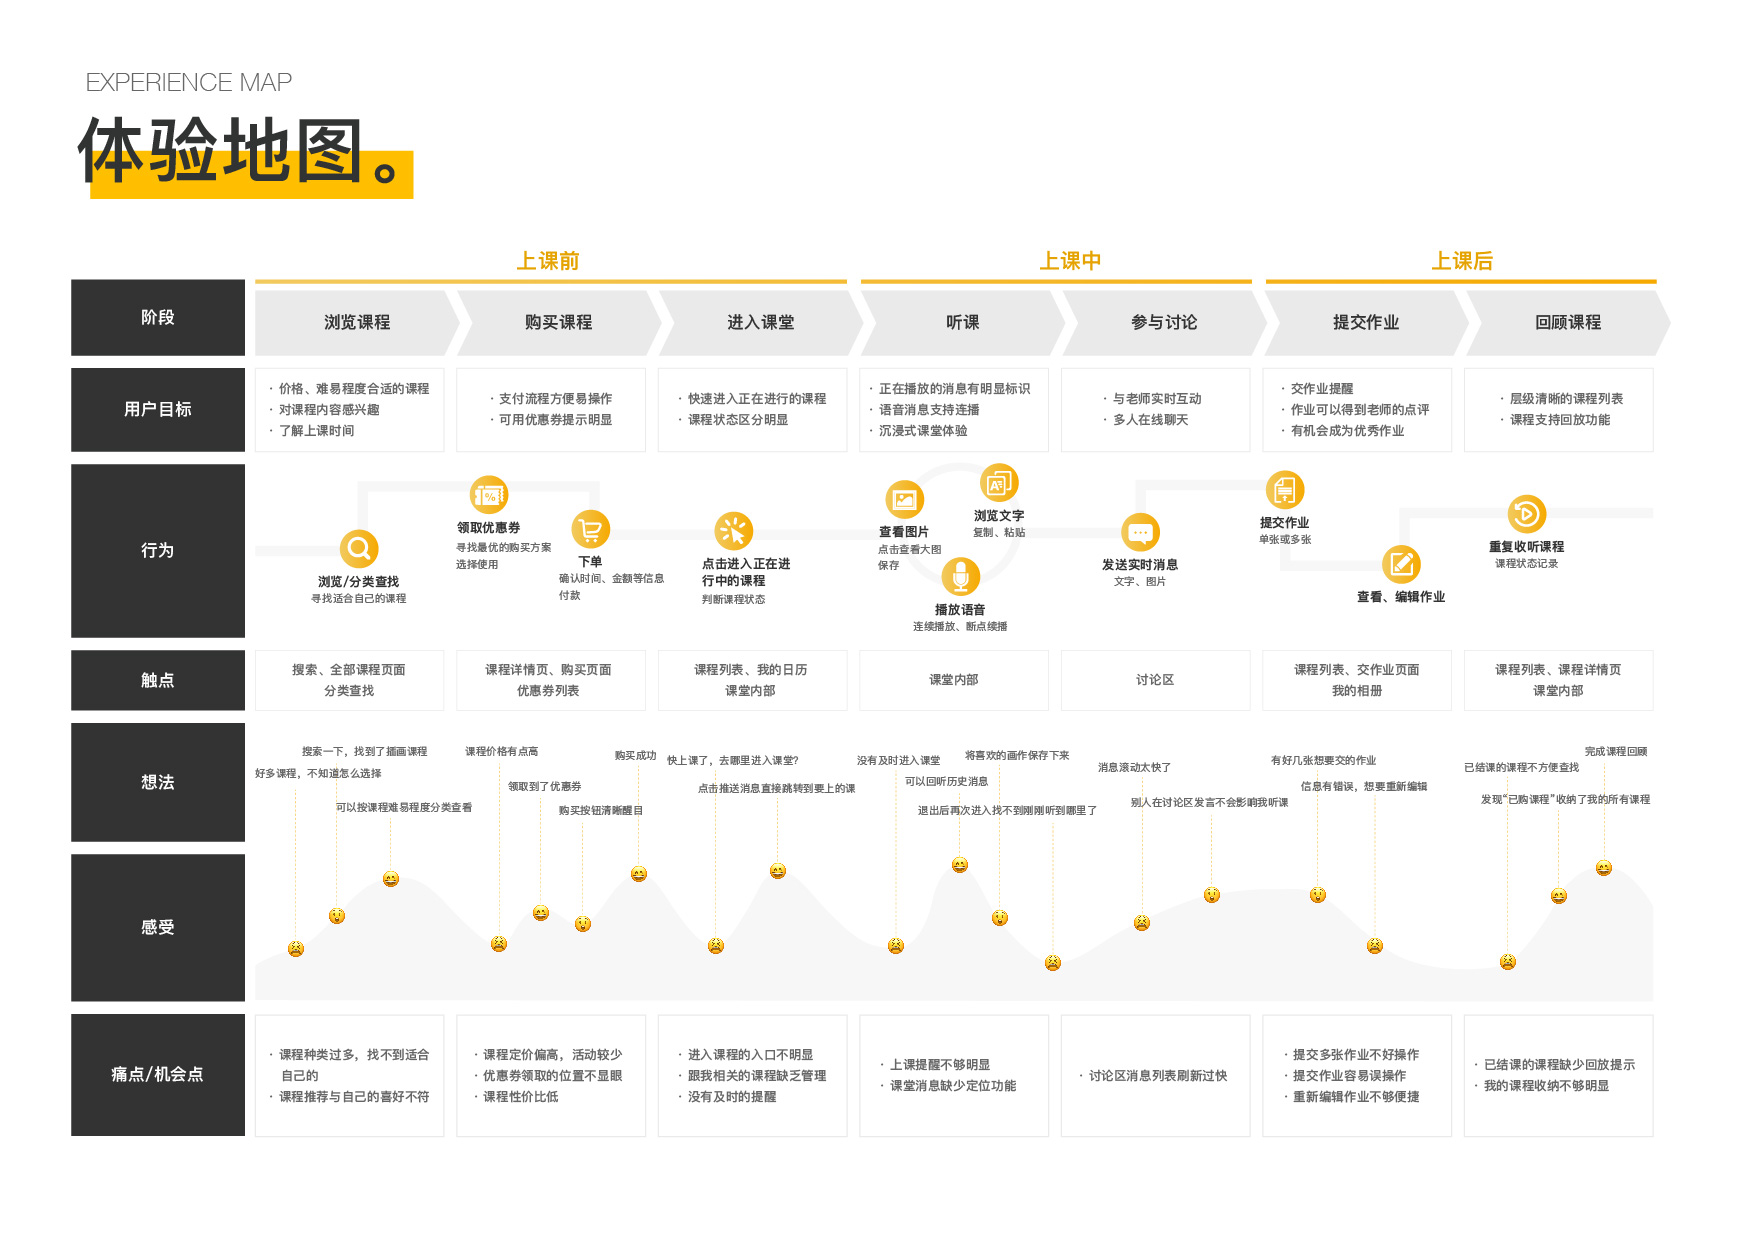 EXPERIENCE MAP
体验地图。
上课前
上课中
上课后
阶段
浏览课程
购买课程
进入课堂
听课
参与讨论
提交作业
回顾课程
用户目标
· 价格、难易程度合适的课程
· 对课程内容感兴趣
· 了解上课时间
· 支付流程方便易操作
· 可用优惠券提示明显
· 快速进入正在进行的课程
· 课程状态区分明显
· 正在播放的消息有明显标识
· 语音消息支持连播
· 沉浸式课堂体验
· 与老师实时互动
· 多人在线聊天
· 交作业提醒
· 作业可以得到老师的点评
· 有机会成为优秀作业
· 层级清晰的课程列表
· 课程支持回放功能
行为
浏览/分类查找
寻找适合自己的课程
%
领取优惠券
寻找最优的购买方案
选择使用
下单
确认时间、金额等信息
付款
点击进入正在进
行中的课程
判断课程状态
查看图片
点击查看大图
保存
A
浏览文字
复制、粘贴
播放语音
连续播放、断点续播
发送实时消息
文字、图片
提交作业
单张或多张
查看、编辑作业
重复收听课程
课程状态记录
触点
搜索、全部课程页面
分类查找
课程详情页、购买页面
优惠券列表
课程列表、我的日历
课堂内部
课堂内部
讨论区
课程列表、交作业页面
我的相册
课程列表、课程详情页
课堂内部
想法
搜索一下，找到了插画课程
好多课程，不知道怎么选择
可以按课程难易程度分类查看
课程价格有点高
领取到了优惠券
购买按钮清晰醒目
购买成功
快上课了，去哪里进入课堂？
点击推送消息直接跳转到要上的课
没有及时进入课堂
可以回听历史消息
将喜欢的画作保存下来
退出后再次进入找不到刚刚听到哪里了
消息滚动太快了
别人在讨论区发言不会影响我听课
有好几张想要交的作业
信息有错误，想要重新编辑
已结课的课程不方便查找
发现“已购课程”收纳了我的所有课程
完成课程回顾
感受
痛点/机会点
· 课程种类过多，找不到适合
自己的
· 课程推荐与自己的喜好不符
· 课程定价偏高，活动较少
· 优惠券领取的位置不显眼
· 课程性价比低
· 进入课程的入口不明显
· 跟我相关的课程缺乏管理
· 没有及时的提醒
· 上课提醒不够明显
· 课堂消息缺少定位功能
· 讨论区消息列表刷新过快
· 提交多张作业不好操作
· 提交作业容易误操作
· 重新编辑作业不够便捷
· 已结课的课程缺少回放提示
· 我的课程收纳不够明显